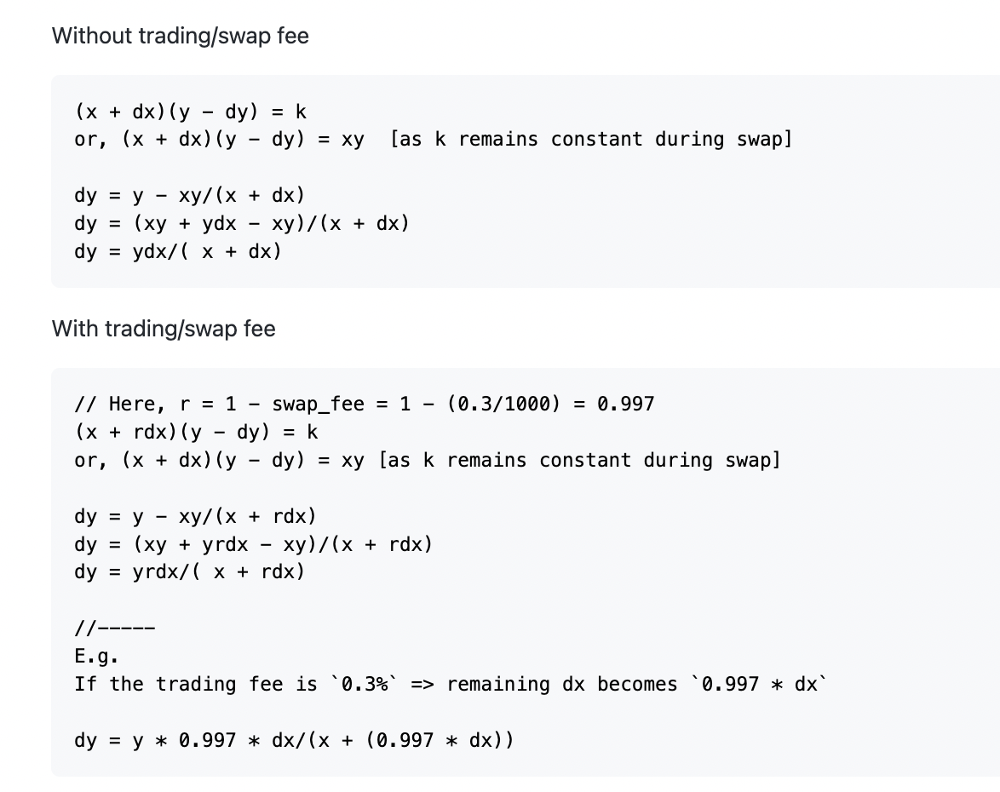 Without trading/swap fee
(x + dx)(y − dy) = k
or, (x + dx)(y − dy) = xy  [as k remains constant during swap]
dy = y − xy/(x + dx)
dy = (xy + ydx − xy)/(x + dx)
dy = ydx/( x + dx)
With trading/swap fee
// Here, r = 1 − swap_fee = 1 − (0.3/1000) = 0.997
(x + rdx)(y − dy) = k
or, (x + dx)(y − dy) = xy [as k remains constant during swap]
dy = y − xy/(x + rdx)
dy = (xy + yrdx − xy)/(x + rdx)
dy = yrdx/( x + rdx)
//−−−−−
E.g.
If the trading fee is `0.3%` => remaining dx becomes `0.997 * dx`
dy = y * 0.997 * dx/(x + (0.997 * dx))